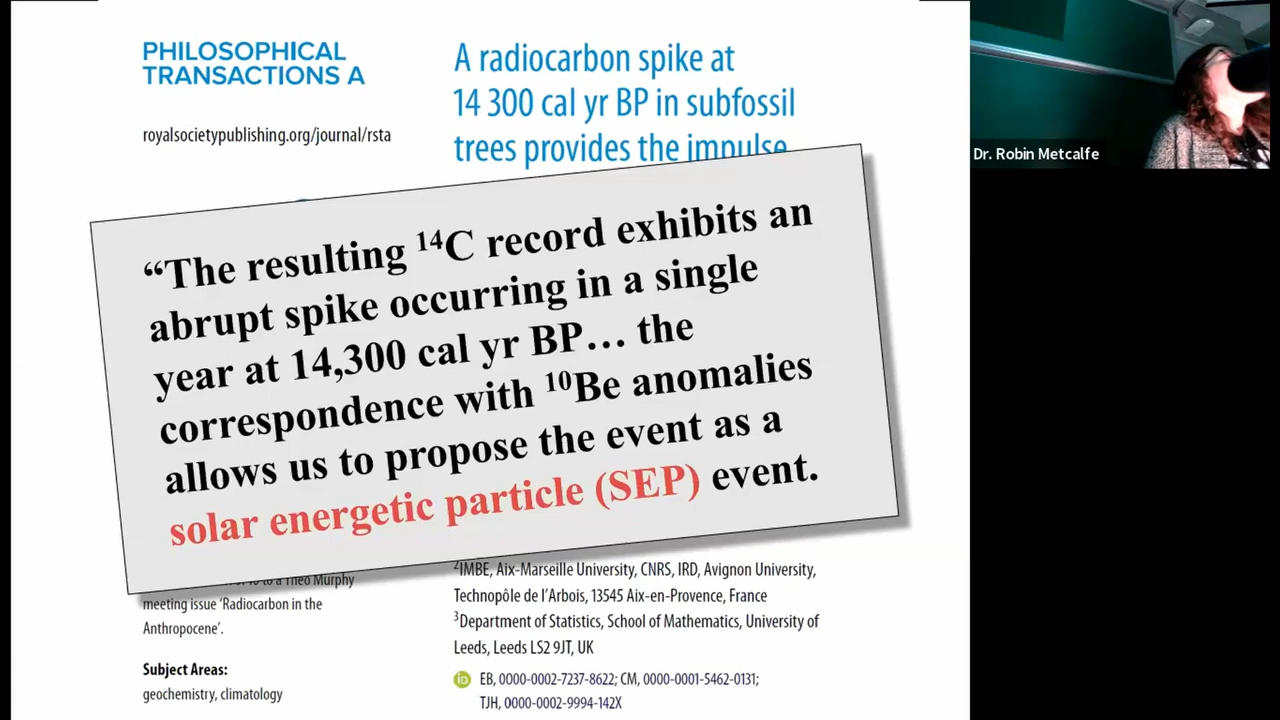 PHILOSOPHICAL
TRANSACTIONS A
royalsocietypublishing.org/journal/rsta
A radiocarbon spike at
14 300 cal yr BP in subfossil
trees provides the impulse
“The resulting ¹⁴C record exhibits an
abrupt spike occurring in a single
year at 14,300 cal yr BP… the
correspondence with ¹⁰Be anomalies
allows us to propose the event as a
solar energetic particle (SEP) event.
to a Theo Murphy
meeting issue ‘Radiocarbon in the
Anthropocene’.
Subject Areas:
geochemistry, climatology
²IMBE, Aix-Marseille University, CNRS, IRD, Avignon University,
Technopôle de l’Arbois, 13545 Aix-en-Provence, France
³Department of Statistics, School of Mathematics, University of
Leeds, Leeds LS2 9JT, UK
iD EB, 0000-0002-7237-8622; CM, 0000-0001-5462-0131;
TJH, 0000-0002-9994-142X
Dr. Robin Metcalfe